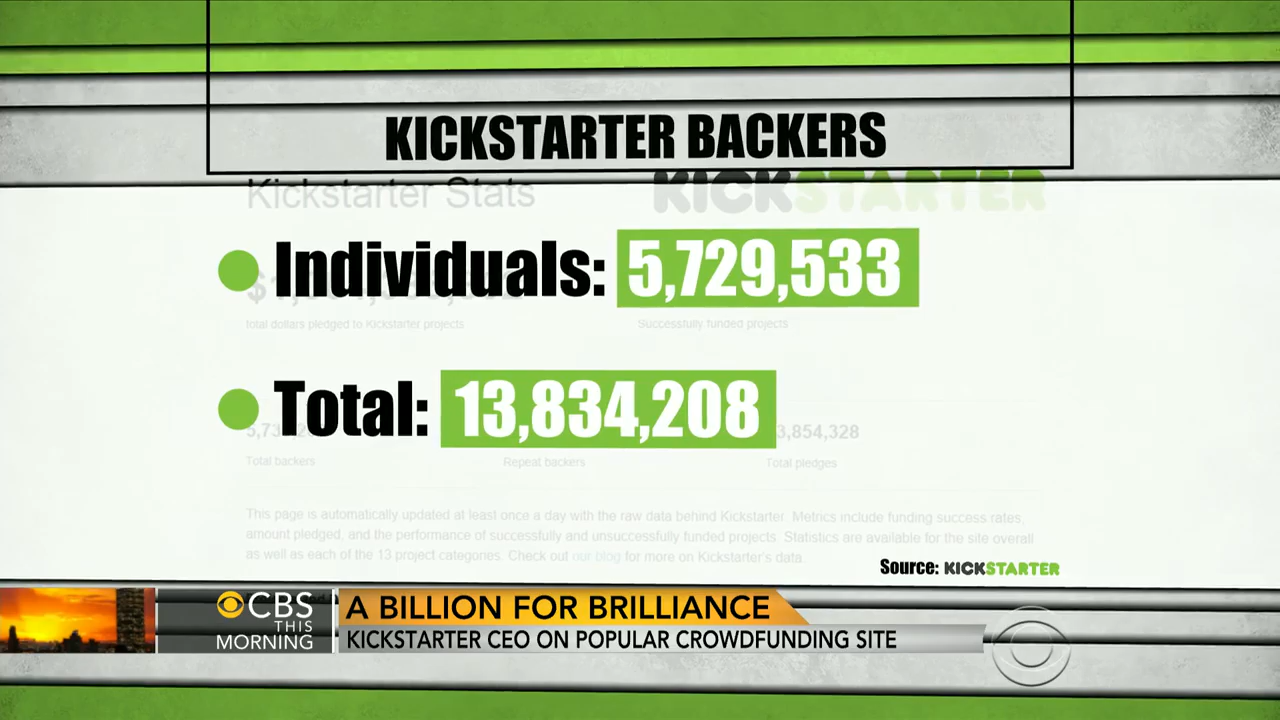 KICKSTARTER BACKERS
Kickstarter Stats
KICKSTARTER
Individuals: 5,729,533
total dollars pledged to Kickstarter projects
Successfully funded projects
Total: 13,834,208
3,854,328
Total backers
Repeat backers
Total pledges
This page is automatically updated at least once a day with the raw data behind Kickstarter. Metrics include funding success rates,
amount pledged, and the performance of successfully and unsuccessfully funded projects. Statistics are available for the site overall
as well as each of the 13 project categories. Check out our blog for more on Kickstarter's data.
Source: KICKSTARTER
CBS
THIS
MORNING
A BILLION FOR BRILLIANCE
KICKSTARTER CEO ON POPULAR CROWDFUNDING SITE